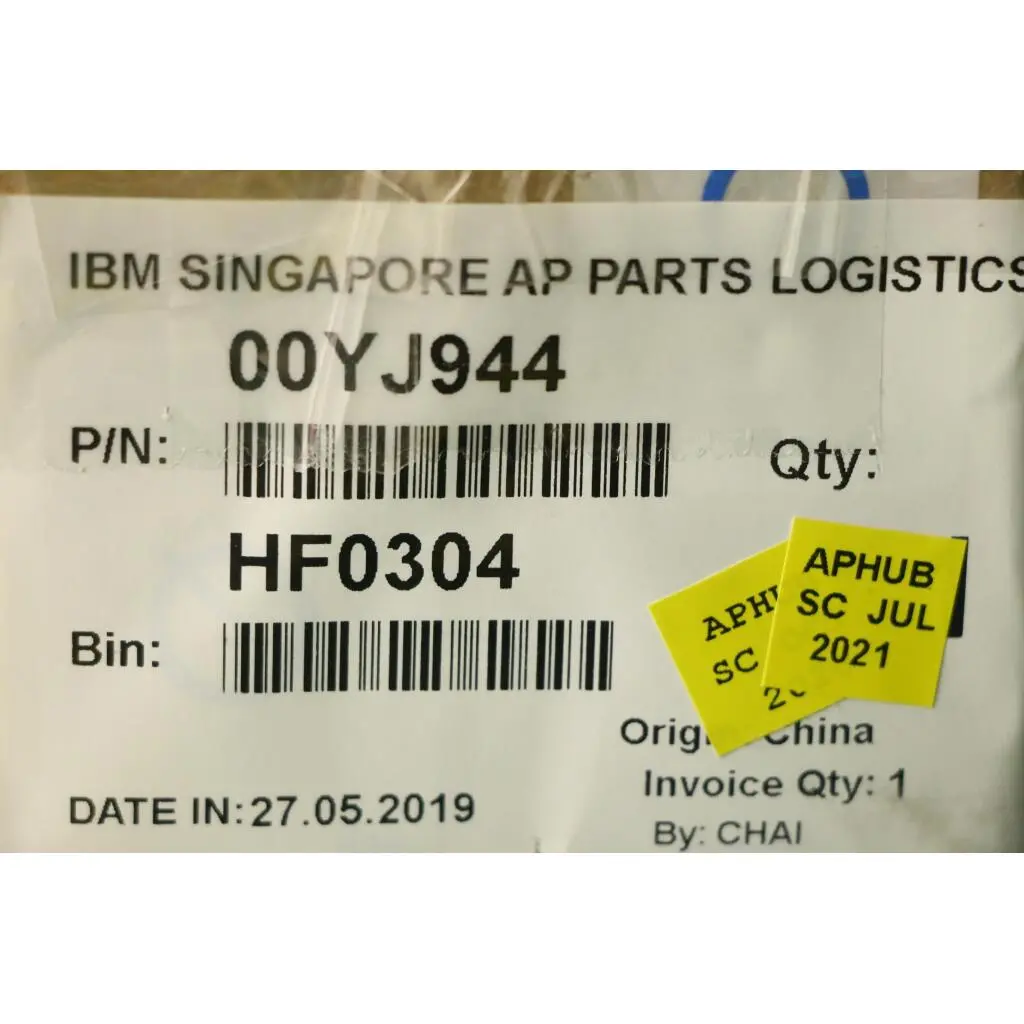 IBM SINGAPORE AP PARTS LOGISTICS
00YJ944
P/N:
Qty:
HF0304
Bin:
APHUB
SC JUL
2021
SC
China
Invoice Qty: 1
DATE IN:27.05.2019
By: CHAI